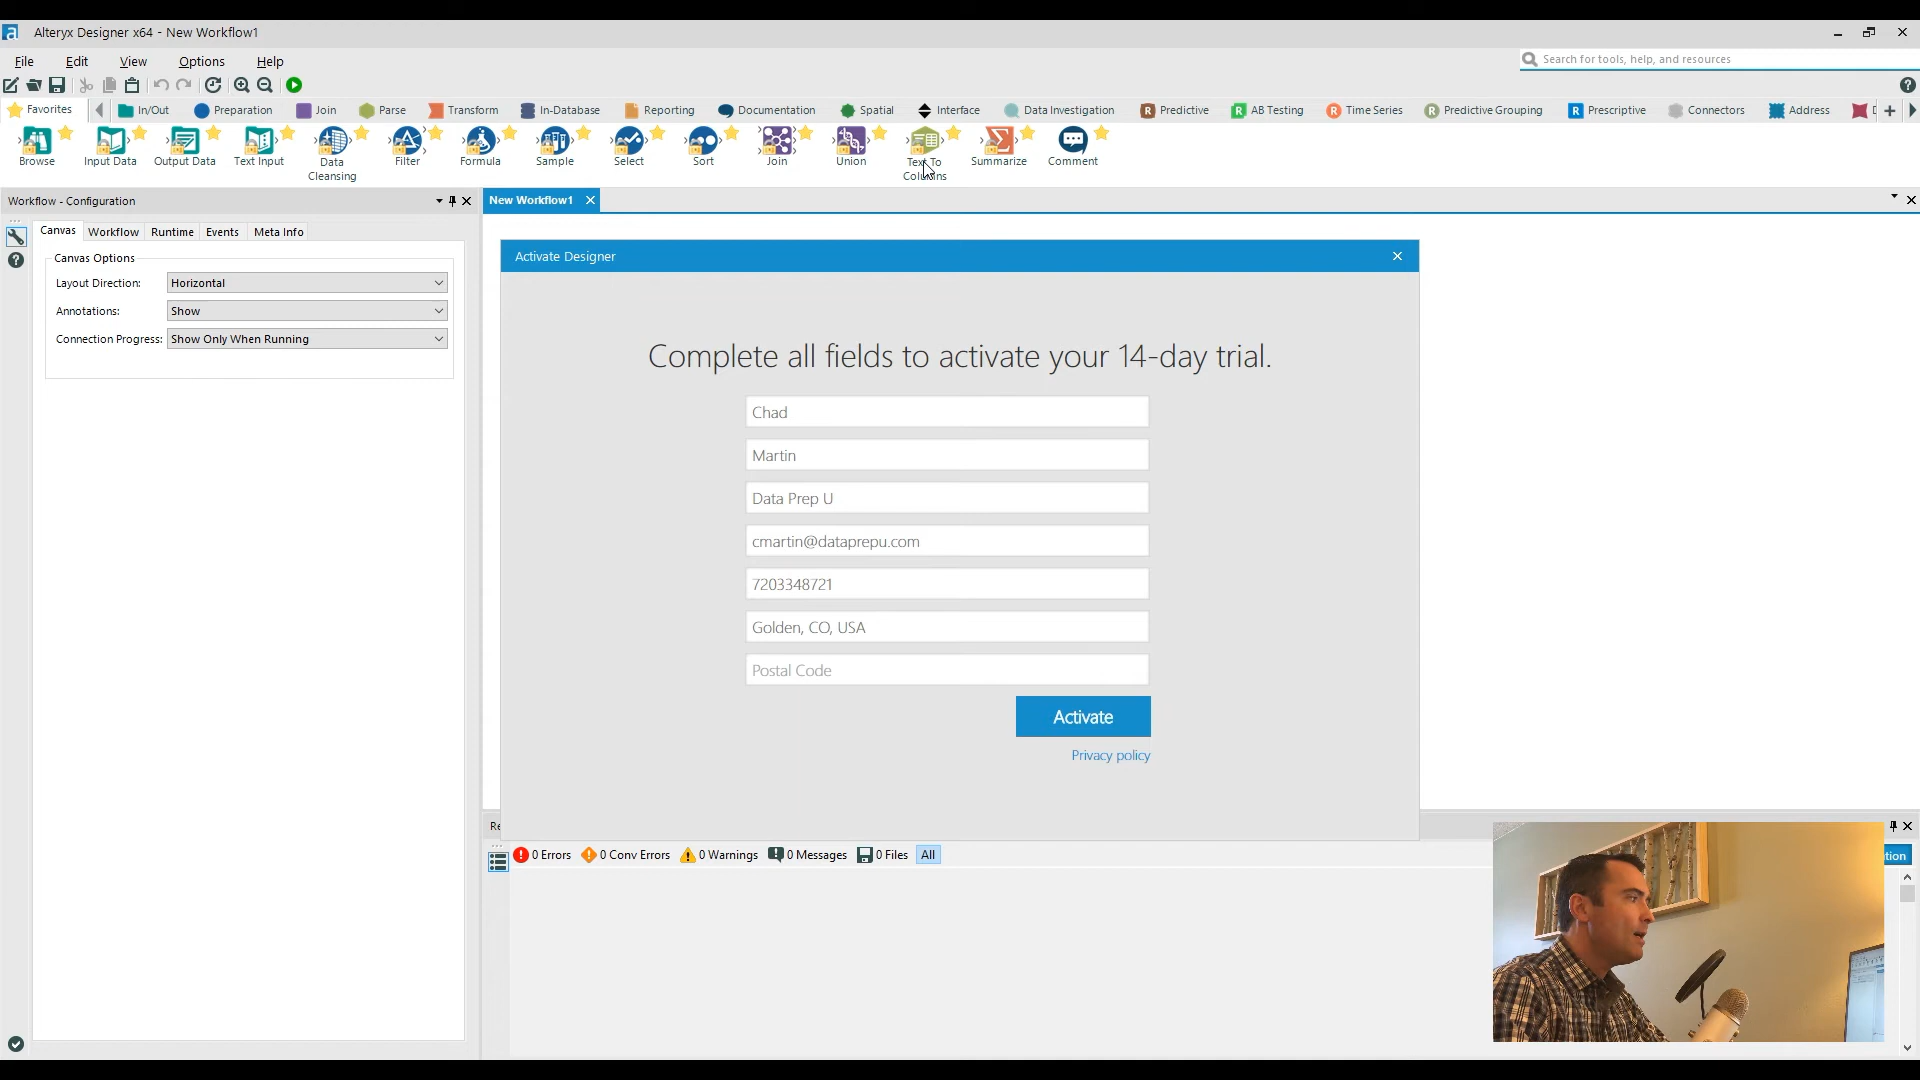 Alteryx Designer x64 - New Workflow1
File Edit View Options Help
Search for tools, help, and resources
Favorites In/Out Preparation Join Parse Transform In-Database Reporting Documentation Spatial Interface Data Investigation Predictive AB Testing Time Series Predictive Grouping Prescriptive Connectors Address
Browse Input Data Output Data Text Input Data Cleansing Filter Formula Sample Select Sort Join Union Text To Columns Summarize Comment
Workflow - Configuration
New Workflow1
Canvas Workflow Runtime Events Meta Info
Canvas Options
Layout Direction: Horizontal
Annotations: Show
Connection Progress: Show Only When Running
Activate Designer
Complete all fields to activate your 14-day trial.
Chad
Martin
Data Prep U
cmartin@dataprepu.com
7203348721
Golden, CO, USA
Postal Code
Activate
Privacy policy
0 Errors 0 Conv Errors 0 Warnings 0 Messages 0 Files All